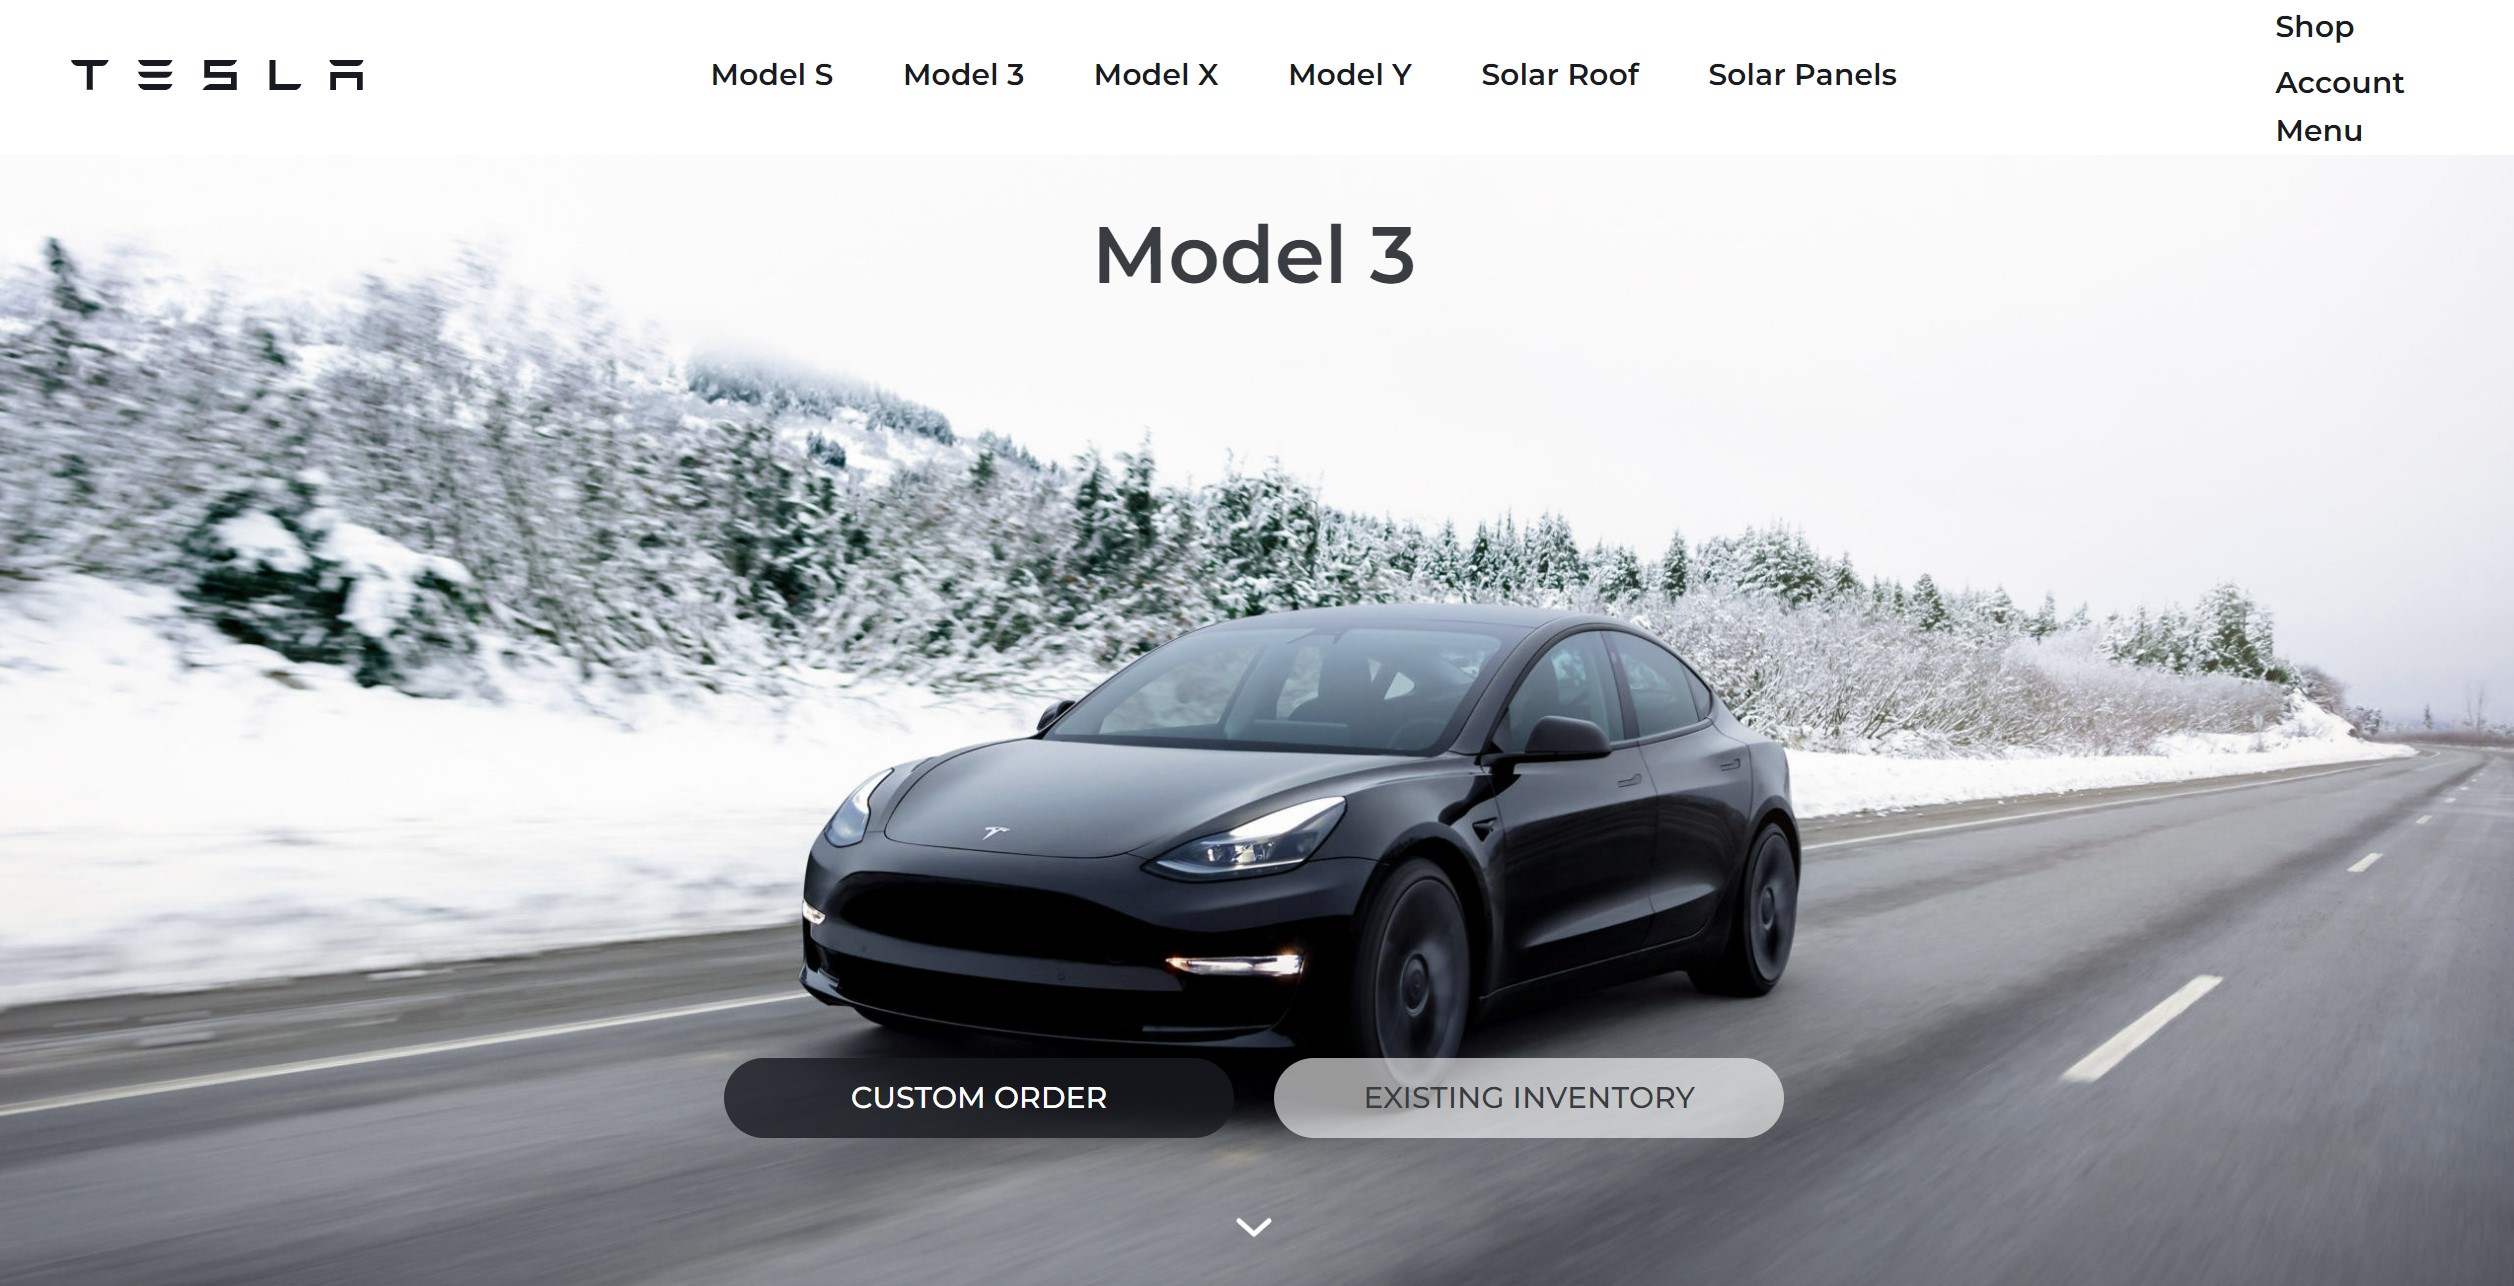 TESLA
Model S Model 3 Model X Model Y Solar Roof Solar Panels
Shop
Account
Menu
Model 3
CUSTOM ORDER EXISTING INVENTORY